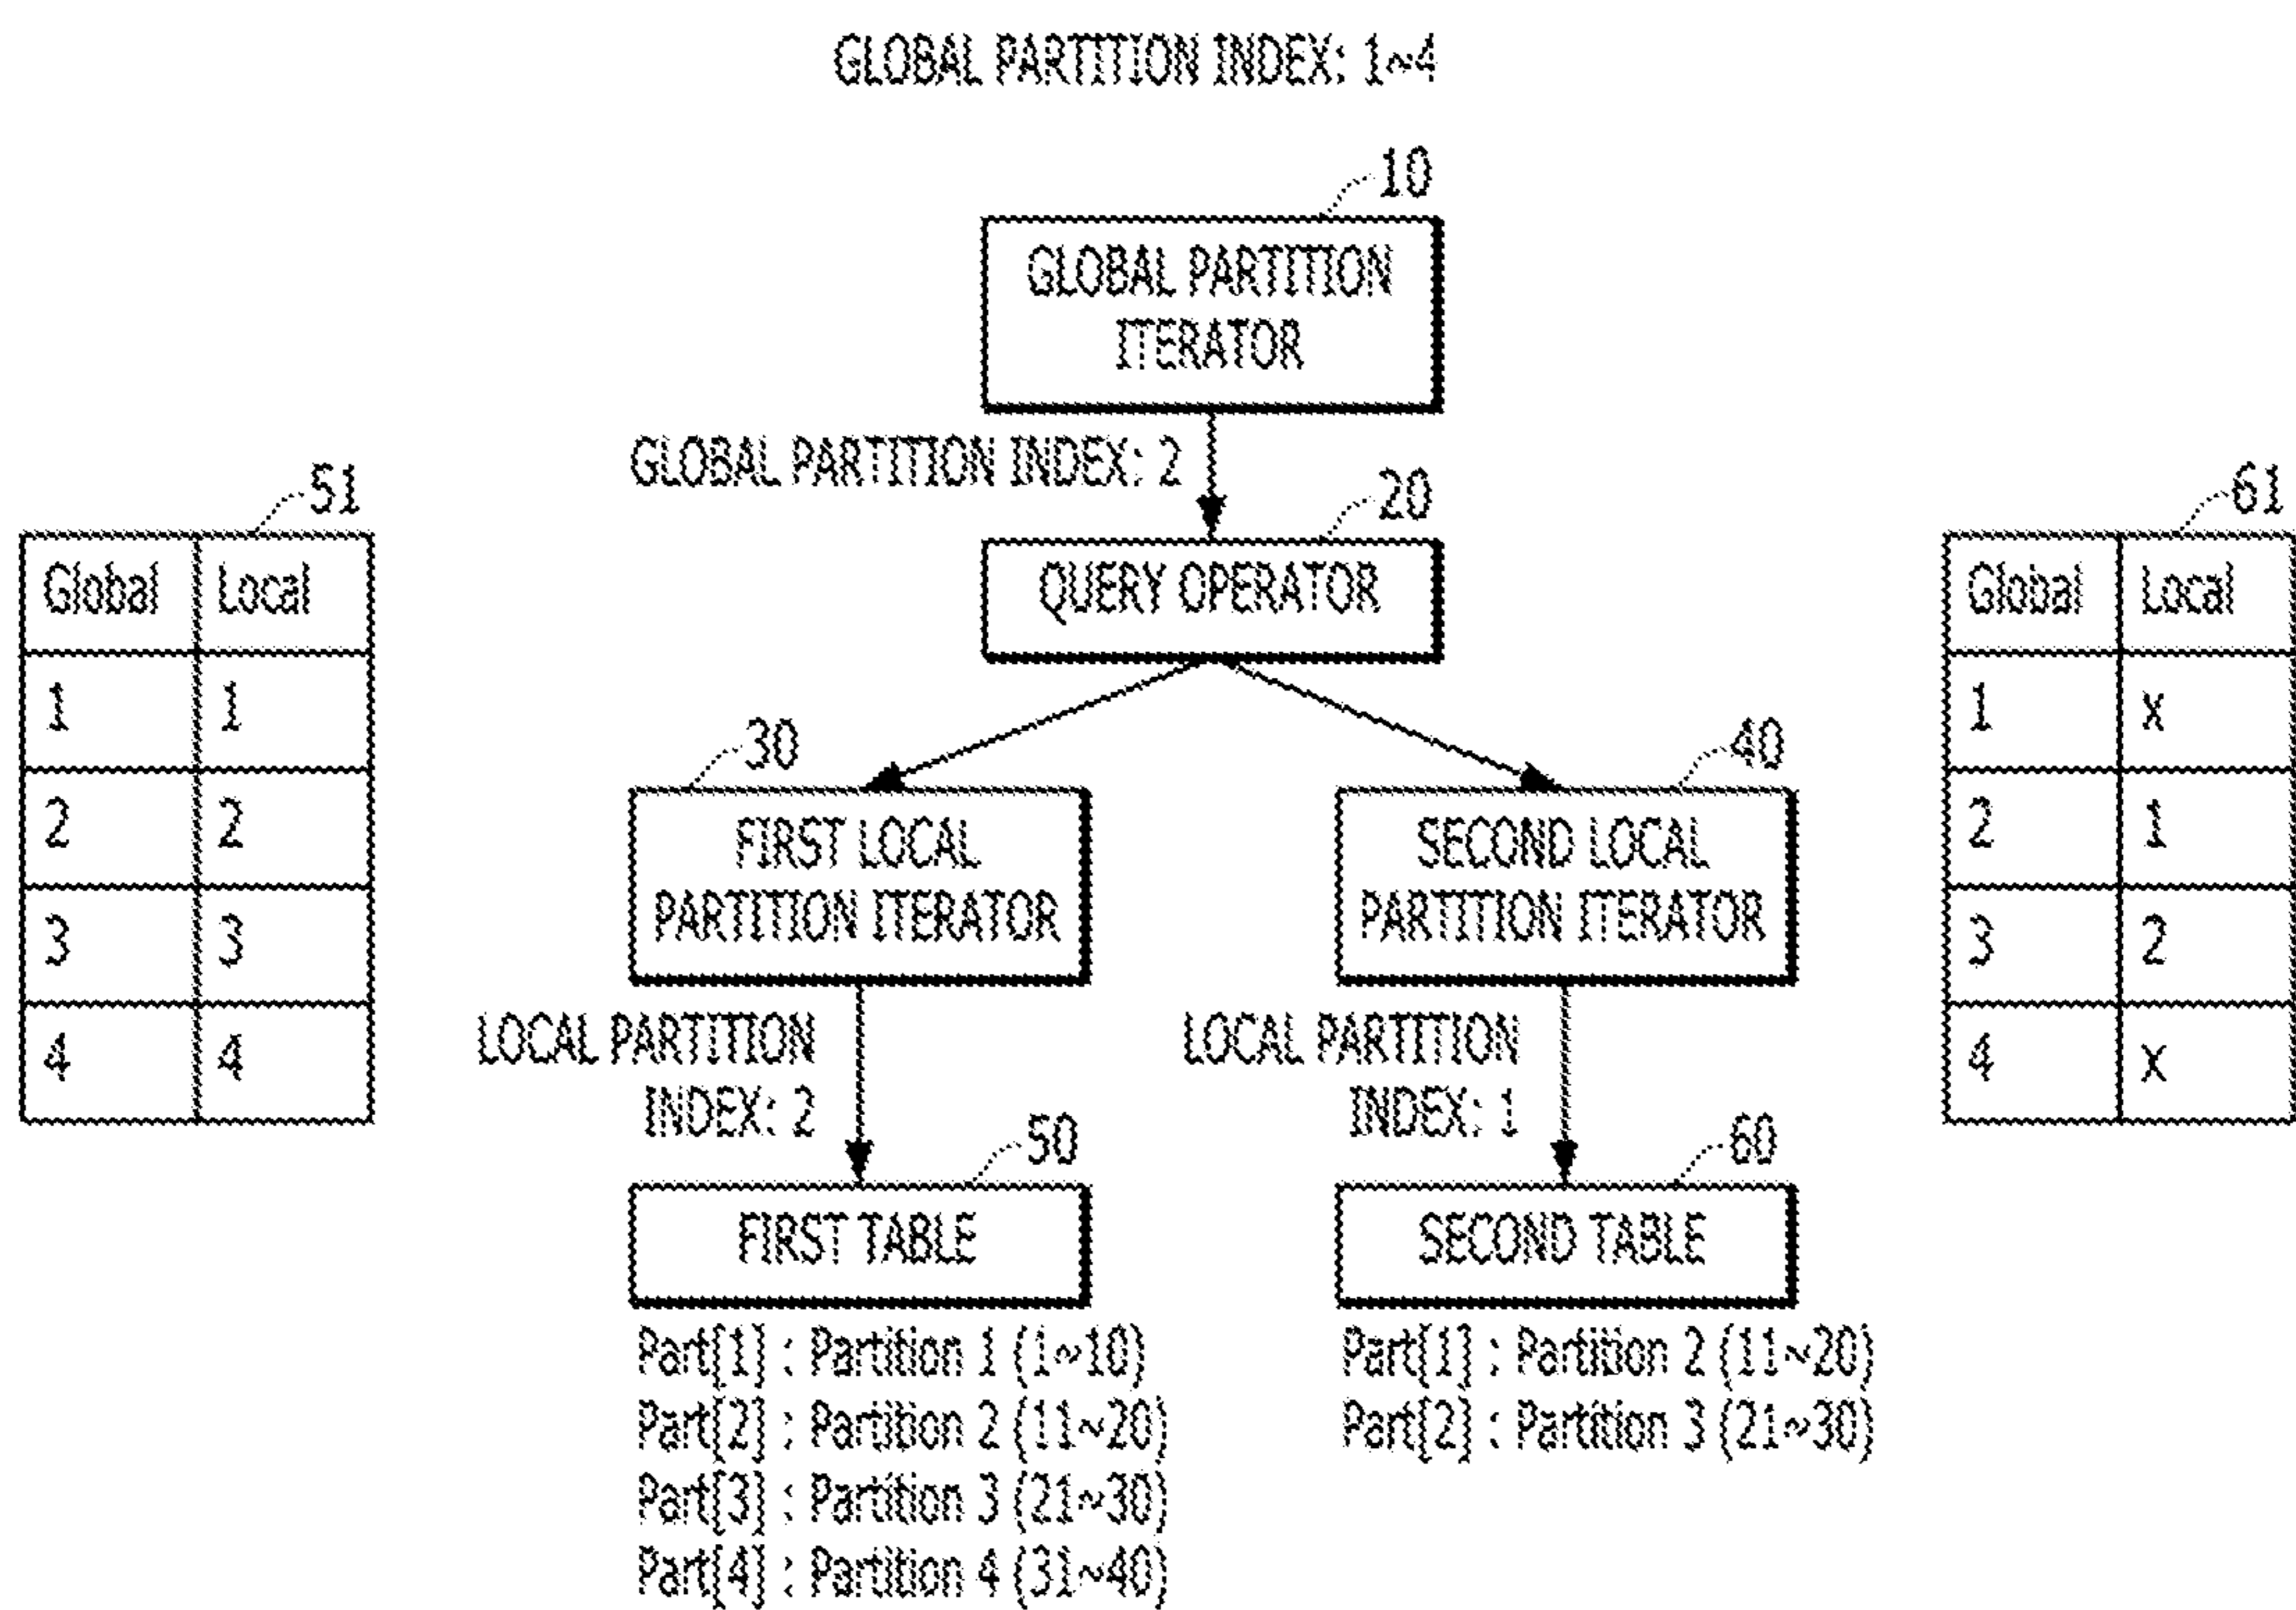 GLOBAL PARTITION INDEX: 1~4
10
GLOBAL PARTITION
ITERATOR
GLOBAL PARTITION INDEX: 2
20
QUERY OPERATOR
51
Global Local
1 1
2 2
3 3
4 4
61
Global Local
1 x
2 1
3 2
4 x
30
FIRST LOCAL
PARTITION ITERATOR
40
SECOND LOCAL
PARTITION ITERATOR
LOCAL PARTITION
INDEX: 2
LOCAL PARTITION
INDEX: 1
50
FIRST TABLE
60
SECOND TABLE
Part[1] : Partition 1 (1~10)
Part[2] : Partition 2 (11~20)
Part[3] : Partition 3 (21~30)
Part[4] : Partition 4 (31~40)
Part[1] : Partition 2 (11~20)
Part[2] : Partition 3 (21~30)